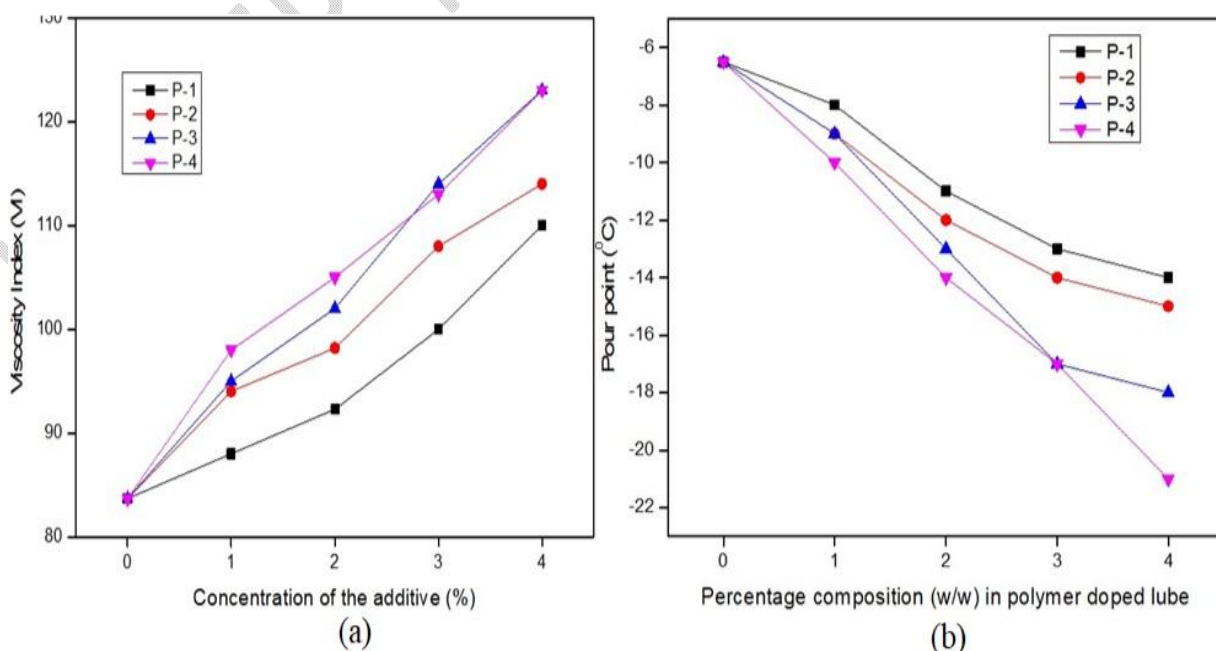 130
120
110
100
90
80
Viscosity Index (VI)
P-1
P-2
P-3
P-4
0 1 2 3 4
Concentration of the additive (%)
(a)
-6
-8
-10
-12
-14
-16
-18
-20
-22
Pour point (°C)
P-1
P-2
P-3
P-4
0 1 2 3 4
Percentage composition (w/w) in polymer doped lube
(b)